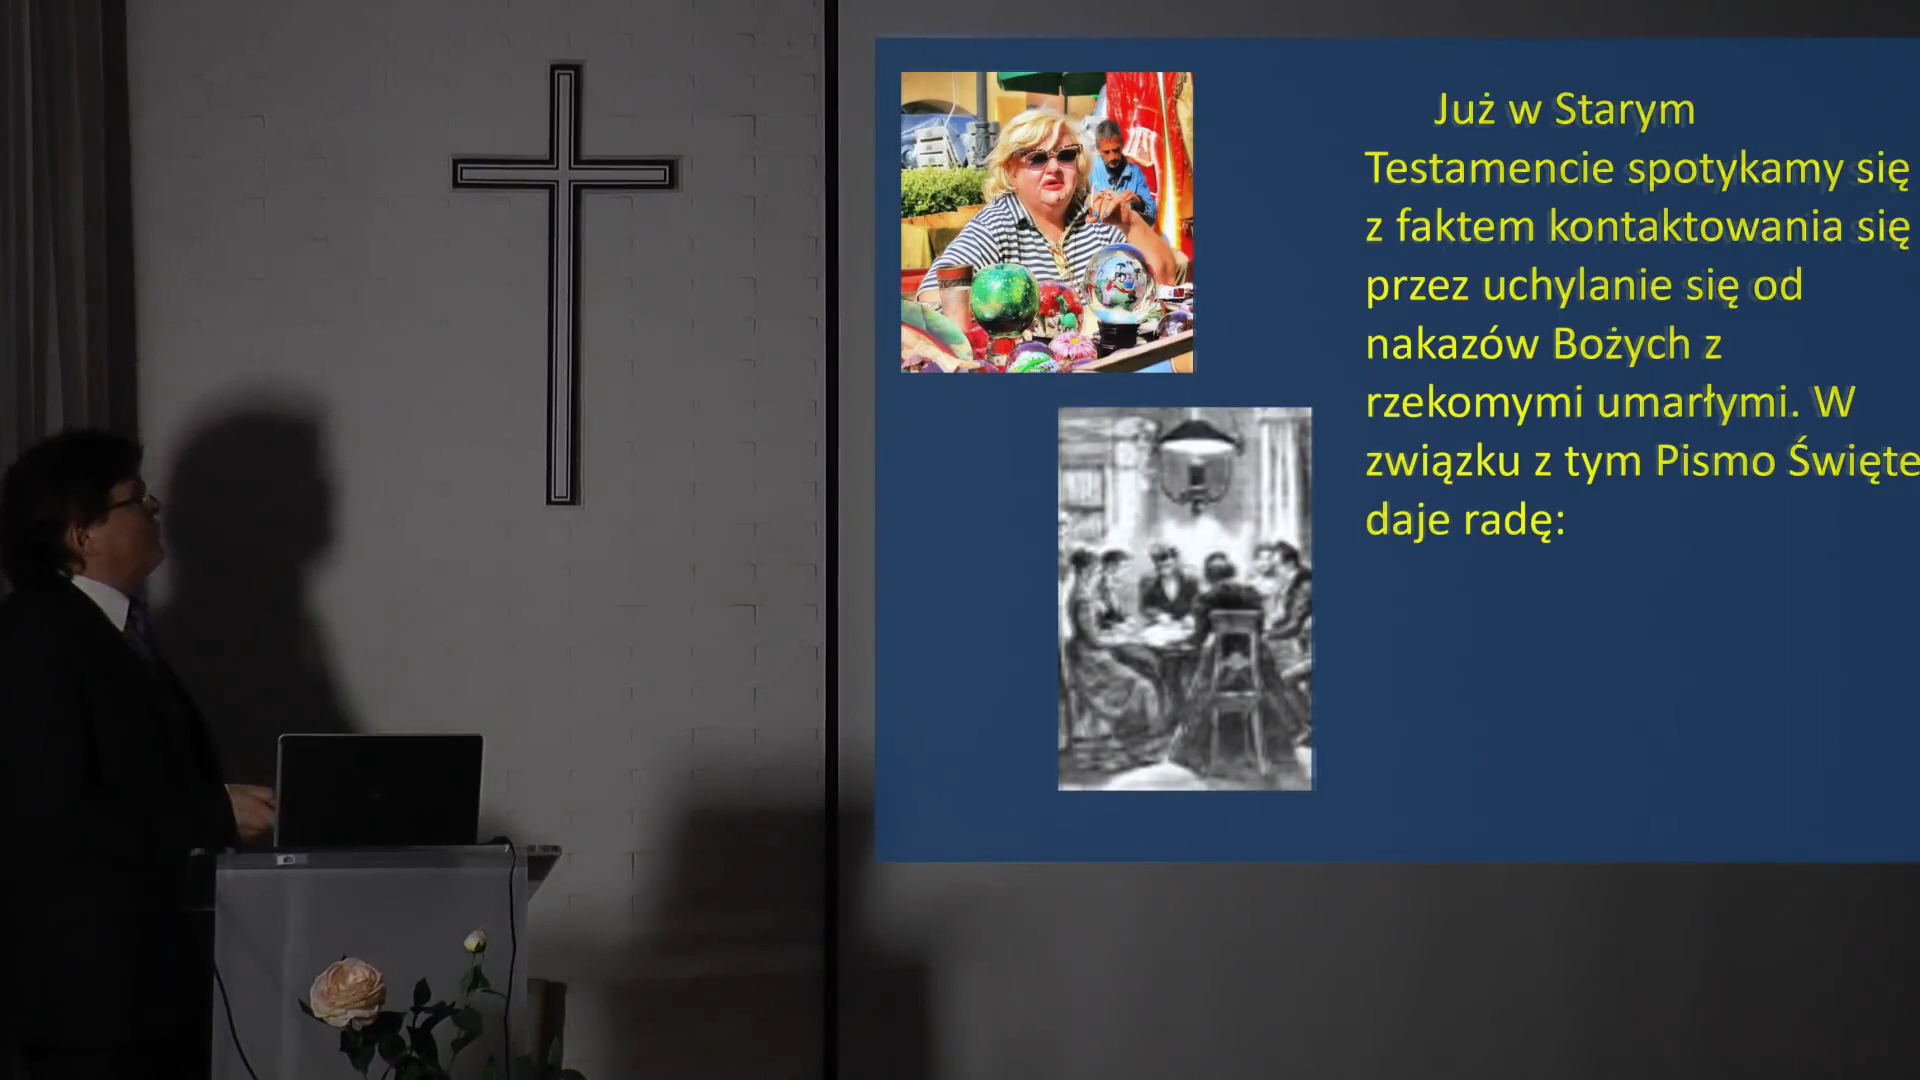 Już w Starym
Testamencie spotykamy się
z faktem kontaktowania się
przez uchylanie się od
nakazów Bożych z
rzekomymi umarłymi. W
związku z tym Pismo Święte
daje radę: